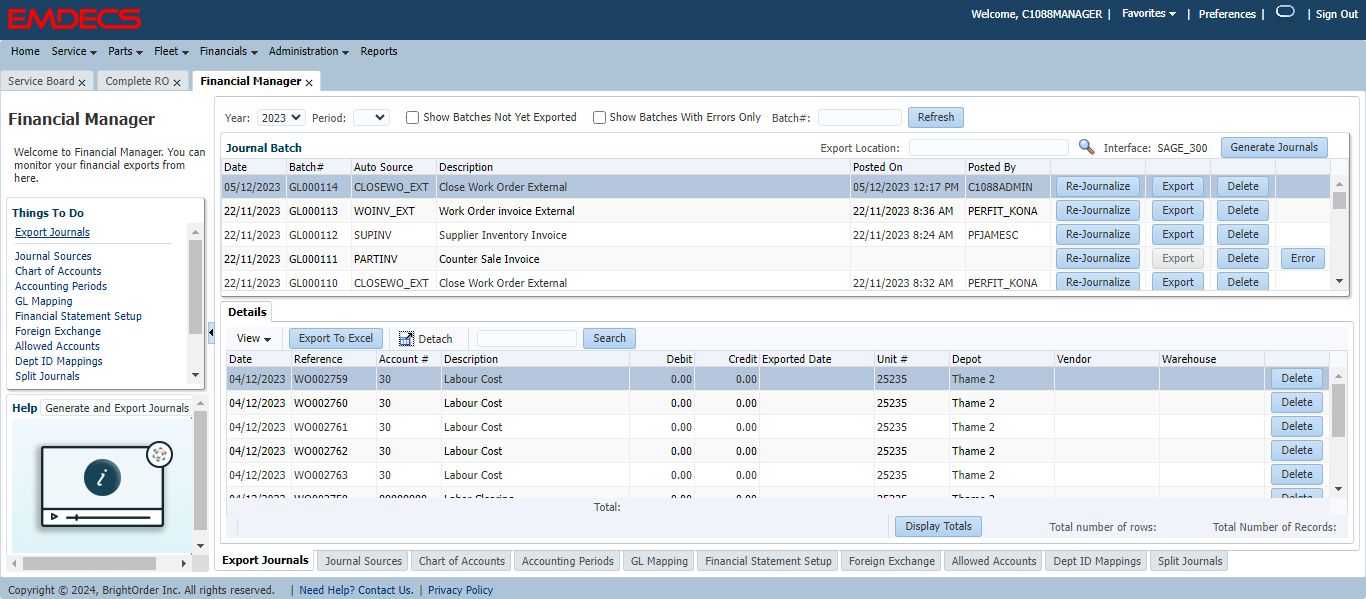 EMDECS
Welcome, C1088MANAGER | Favorites | Preferences | | Sign Out
Home Service Parts Fleet Financials Administration Reports
Service Board x Complete RO x Financial Manager x
Financial Manager
Welcome to Financial Manager. You can
monitor your financial exports from
here.
Things To Do
Export Journals
Journal Sources
Chart of Accounts
Accounting Periods
GL Mapping
Financial Statement Setup
Foreign Exchange
Allowed Accounts
Dept ID Mappings
Split Journals
Help Generate and Export Journals
i
Year: 2023 Period: Show Batches Not Yet Exported Show Batches With Errors Only Batch#: Refresh
Journal Batch Export Location: Interface: SAGE_300 Generate Journals
Date Batch# Auto Source Description Posted On Posted By
05/12/2023 GL000114 CLOSEWO_EXT Close Work Order External 05/12/2023 12:17 PM C1088ADMIN Re-Journalize Export Delete
22/11/2023 GL000113 WOINV_EXT Work Order invoice External 22/11/2023 8:36 AM PERFIT_KONA Re-Journalize Export Delete
22/11/2023 GL000112 SUPINV Supplier Inventory Invoice 22/11/2023 8:24 AM PFJAMESC Re-Journalize Export Delete
22/11/2023 GL000111 PARTINV Counter Sale Invoice Re-Journalize Export Delete Error
22/11/2023 GL000110 CLOSEWO_EXT Close Work Order External 22/11/2023 8:32 AM PERFIT_KONA Re-Journalize Export Delete
Details
View Export To Excel Detach Search
Date Reference Account # Description Debit Credit Exported Date Unit # Depot Vendor Warehouse
04/12/2023 WO002759 30 Labour Cost 0.00 0.00 25235 Thame 2 Delete
04/12/2023 WO002760 30 Labour Cost 0.00 0.00 25235 Thame 2 Delete
04/12/2023 WO002761 30 Labour Cost 0.00 0.00 25235 Thame 2 Delete
04/12/2023 WO002762 30 Labour Cost 0.00 0.00 25235 Thame 2 Delete
04/12/2023 WO002763 30 Labour Cost 0.00 0.00 25235 Thame 2 Delete
04/12/2023 0.00 0.00 25235 Thame 2 Delete
Total:
Display Totals Total number of rows: Total Number of Records:
Export Journals Journal Sources Chart of Accounts Accounting Periods GL Mapping Financial Statement Setup Foreign Exchange Allowed Accounts Dept ID Mappings Split Journals
Copyright © 2024, BrightOrder Inc. All rights reserved. | Need Help? Contact Us. | Privacy Policy